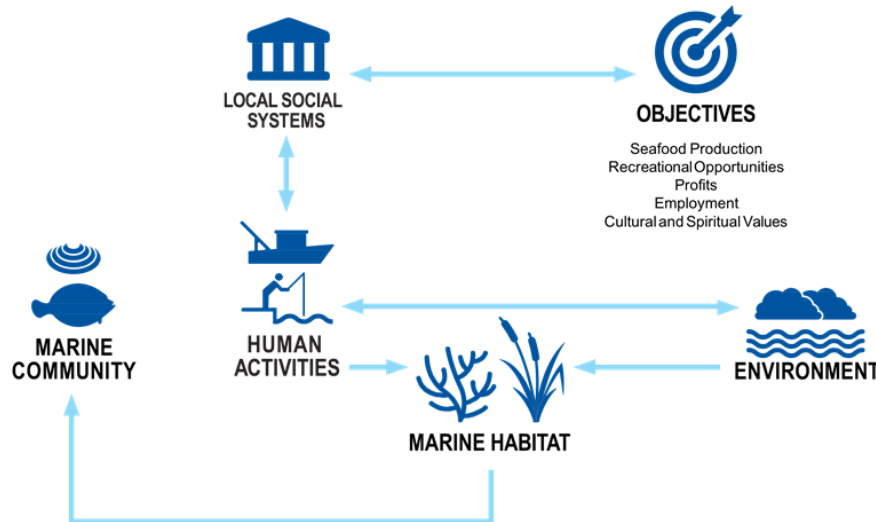 LOCAL SOCIAL
SYSTEMS
OBJECTIVES
Seafood Production
Recreational Opportunities
Profits
Employment
Cultural and Spiritual Values
MARINE
COMMUNITY
HUMAN
ACTIVITIES
ENVIRONMENT
MARINE HABITAT